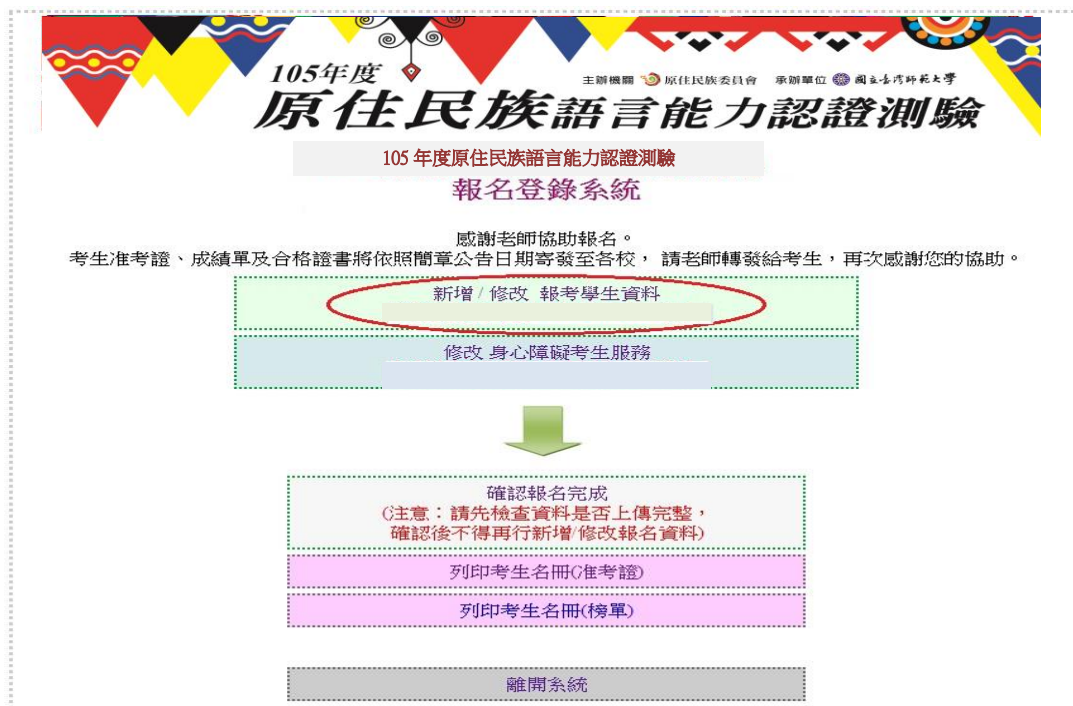 105年度
主辦機關 原住民族委員會 承辦單位 國立臺灣師範大學
原住民族語言能力認證測驗
105 年度原住民族語言能力認證測驗
報名登錄系統
感謝老師協助報名。
考生准考證、成績單及合格證書將依照簡章公告日期寄發至各校， 請老師轉發給考生，再次感謝您的協助。
新增 / 修改 報考學生資料
修改 身心障礙考生服務
確認報名完成
(注意：請先檢查資料是否上傳完整，
確認後不得再行新增/修改報名資料)
列印考生名冊(准考證)
列印考生名冊(榜單)
離開系統